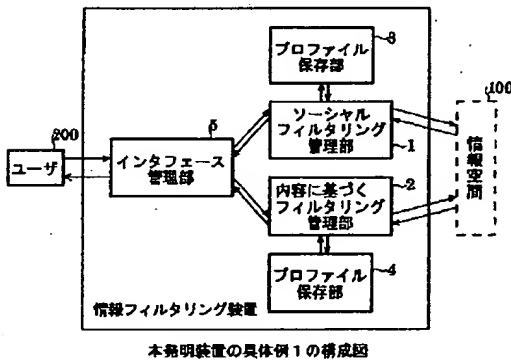 3
プロファイル
保存部
100
ソーシャル
フィルタリング
管理部
1
200
5
ユーザ
インタフェース
管理部
情報空間
2
内容に基づく
フィルタリング
管理部
プロファイル
保存部
4
情報フィルタリング装置
本発明装置の具体例1の構成図